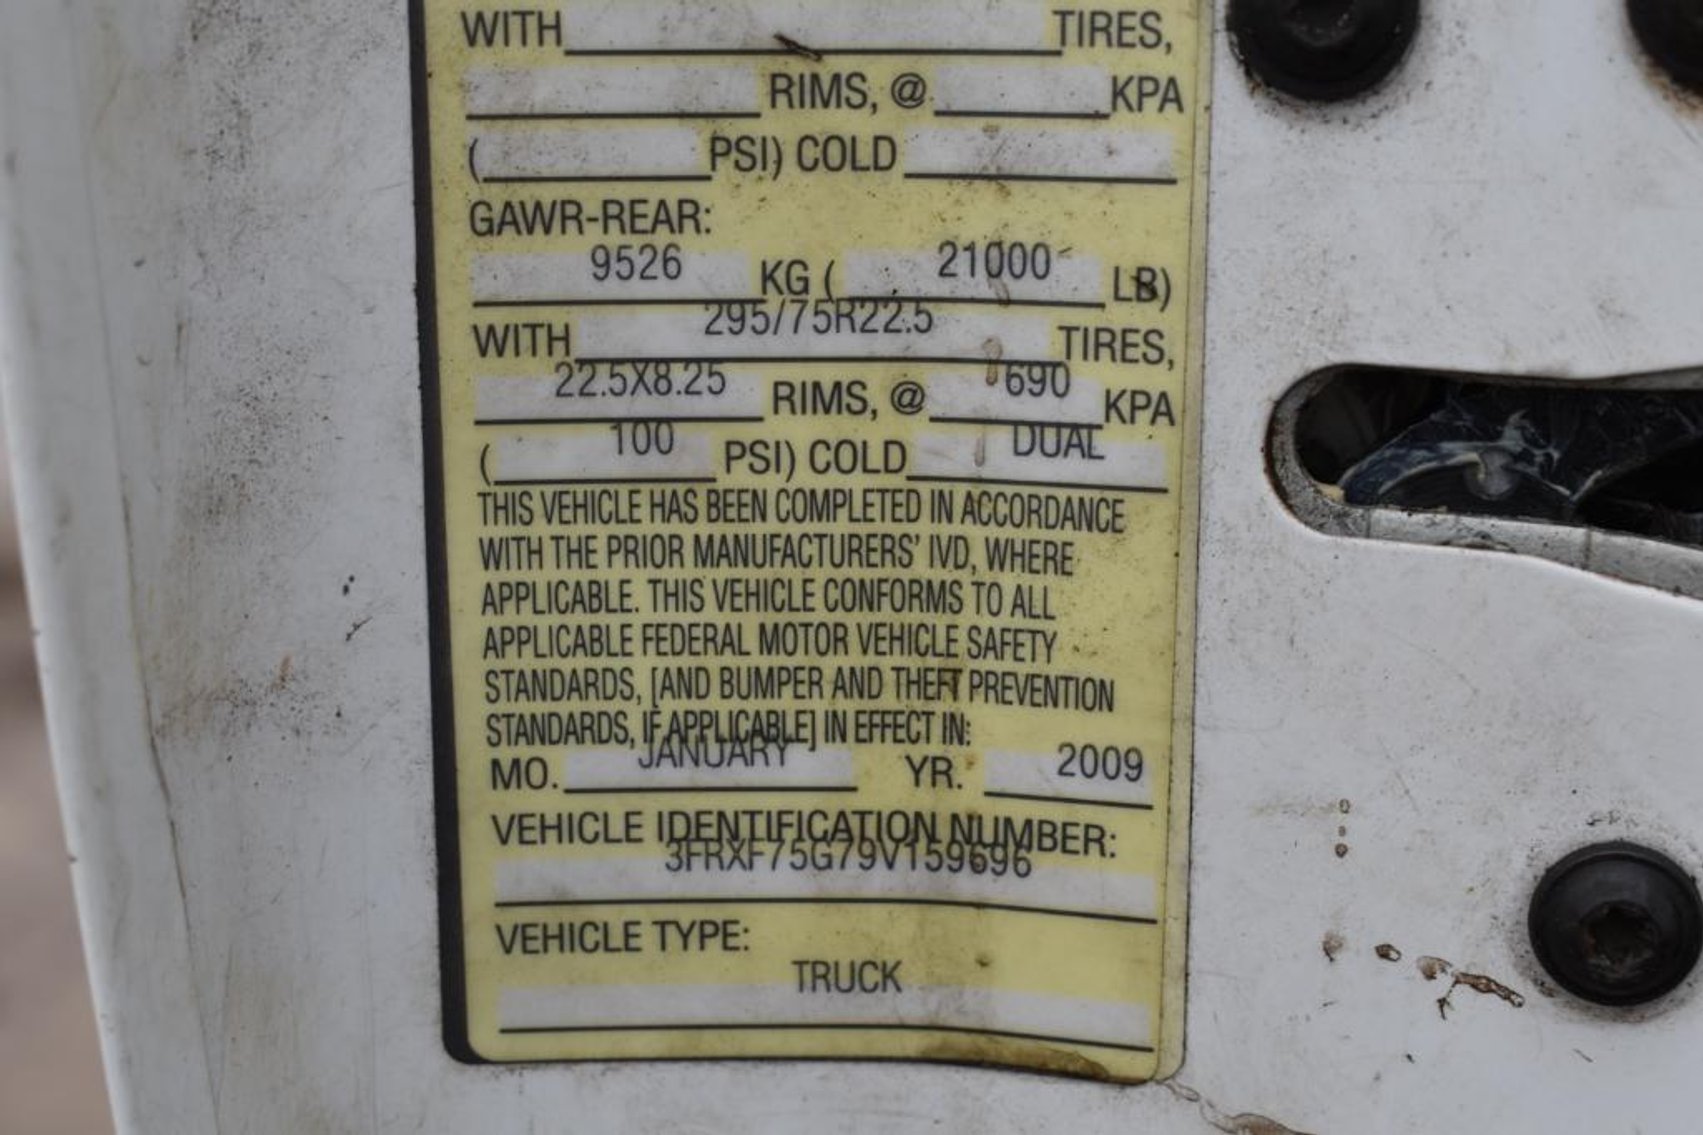 WITH TIRES,
RIMS, @ KPA
( PSI) COLD
GAWR-REAR:
9526 KG ( 21000 LB)
WITH 295/75R22.5 TIRES,
22.5X8.25 RIMS, @ 690 KPA
( 100 PSI) COLD DUAL
THIS VEHICLE HAS BEEN COMPLETED IN ACCORDANCE
WITH THE PRIOR MANUFACTURERS' IVD, WHERE
APPLICABLE. THIS VEHICLE CONFORMS TO ALL
APPLICABLE FEDERAL MOTOR VEHICLE SAFETY
STANDARDS, [AND BUMPER AND THEFT PREVENTION
STANDARDS, IF APPLICABLE] IN EFFECT IN:
MO. JANUARY YR. 2009
VEHICLE IDENTIFICATION NUMBER:
3FRXF75G79V159696
VEHICLE TYPE:
TRUCK